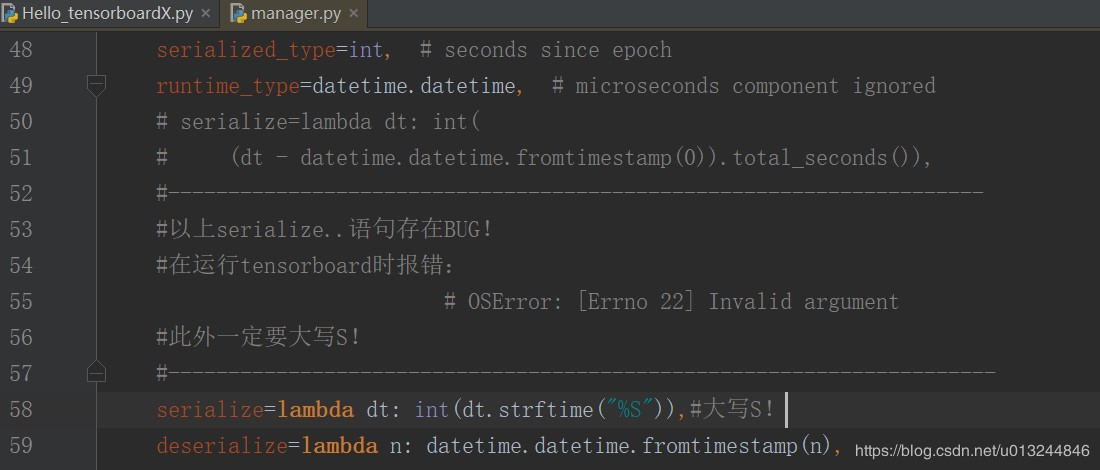 Hello_tensorboardX.py × manager.py ×
48 serialized_type=int, # seconds since epoch
49 runtime_type=datetime.datetime, # microseconds component ignored
50 # serialize=lambda dt: int(
51 # (dt - datetime.datetime.fromtimestamp(0)).total_seconds()),
52 #--------------------------------------------------------------------
53 #以上serialize..语句存在BUG!
54 #在运行tensorboard时报错:
55 # OSError: [Errno 22] Invalid argument
56 #此外一定要大写S!
57 #---------------------------------------------------------------------
58 serialize=lambda dt: int(dt.strftime("%S")),#大写S!
59 deserialize=lambda n: datetime.datetime.fromtimestamp(n),
https://blog.csdn.net/u013244846